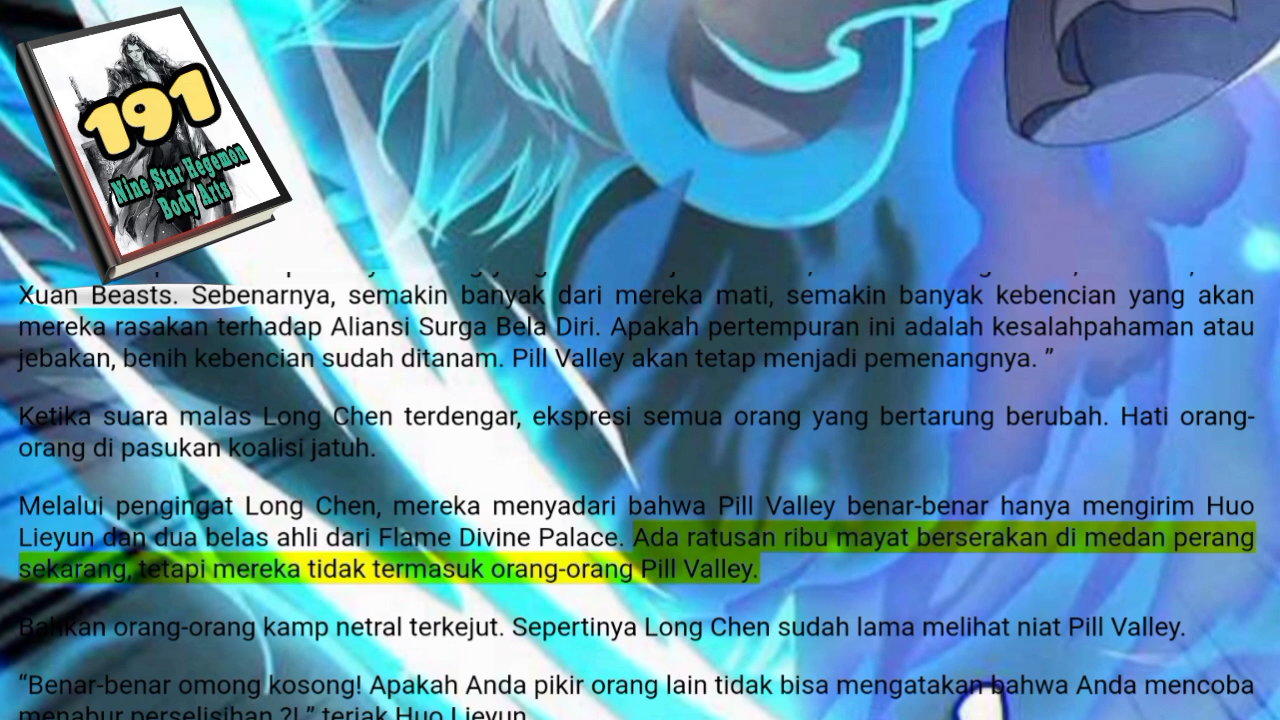 191
Nine Star Hegemon
Body Arts
Xuan Beasts. Sebenarnya, semakin banyak dari mereka mati, semakin banyak kebencian yang akan
mereka rasakan terhadap Aliansi Surga Bela Diri. Apakah pertempuran ini adalah kesalahpahaman atau
jebakan, benih kebencian sudah ditanam. Pill Valley akan tetap menjadi pemenangnya. ”
Ketika suara malas Long Chen terdengar, ekspresi semua orang yang bertarung berubah. Hati orang-
orang di pasukan koalisi jatuh.
Melalui pengingat Long Chen, mereka menyadari bahwa Pill Valley benar-benar hanya mengirim Huo
Lieyun dan dua belas ahli dari Flame Divine Palace. Ada ratusan ribu mayat berserakan di medan perang
sekarang, tetapi mereka tidak termasuk orang-orang Pill Valley.
Bahkan orang-orang kamp netral terkejut. Sepertinya Long Chen sudah lama melihat niat Pill Valley.
“Benar-benar omong kosong! Apakah Anda pikir orang lain tidak bisa mengatakan bahwa Anda mencoba
menabur perselisihan ?!” teriak Huo Lieyun.